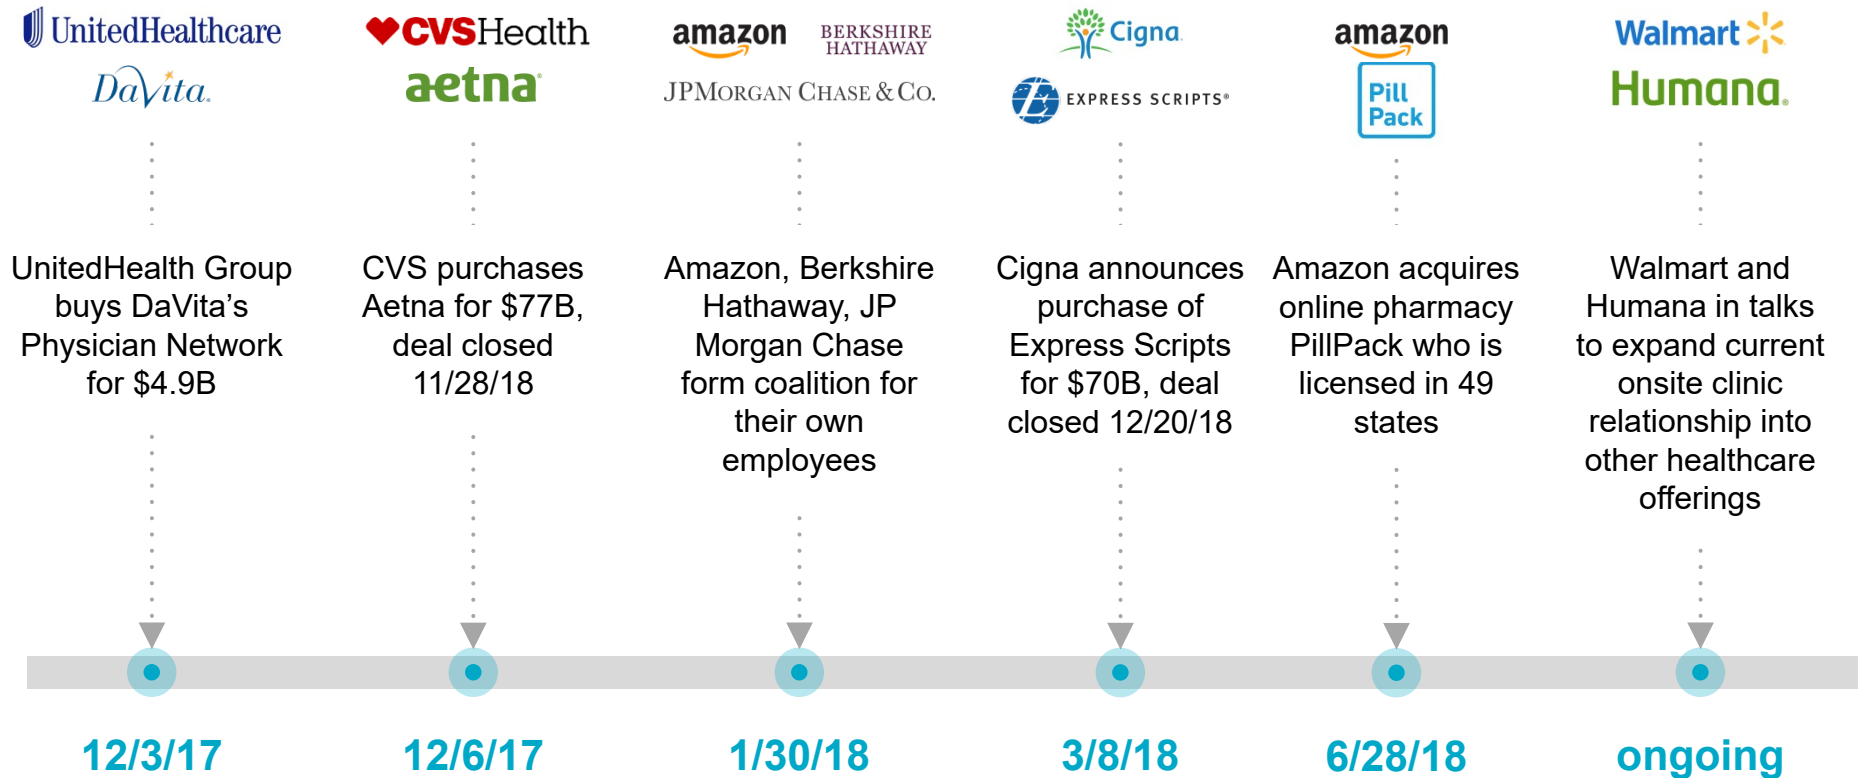 UnitedHealthcare
DaVita.
UnitedHealth Group
buys DaVita’s
Physician Network
for $4.9B
12/3/17
CVSHealth
aetna®
CVS purchases
Aetna for $77B,
deal closed
11/28/18
12/6/17
amazon
BERKSHIRE
HATHAWAY
JPMORGAN CHASE & CO.
Amazon, Berkshire
Hathaway, JP
Morgan Chase
form coalition for
their own
employees
1/30/18
Cigna.
EXPRESS SCRIPTS®
Cigna announces
purchase of
Express Scripts
for $70B, deal
closed 12/20/18
3/8/18
amazon
Pill
Pack
Amazon acquires
online pharmacy
PillPack who is
licensed in 49
states
6/28/18
Walmart
Humana®
Walmart and
Humana in talks
to expand current
onsite clinic
relationship into
other healthcare
offerings
ongoing